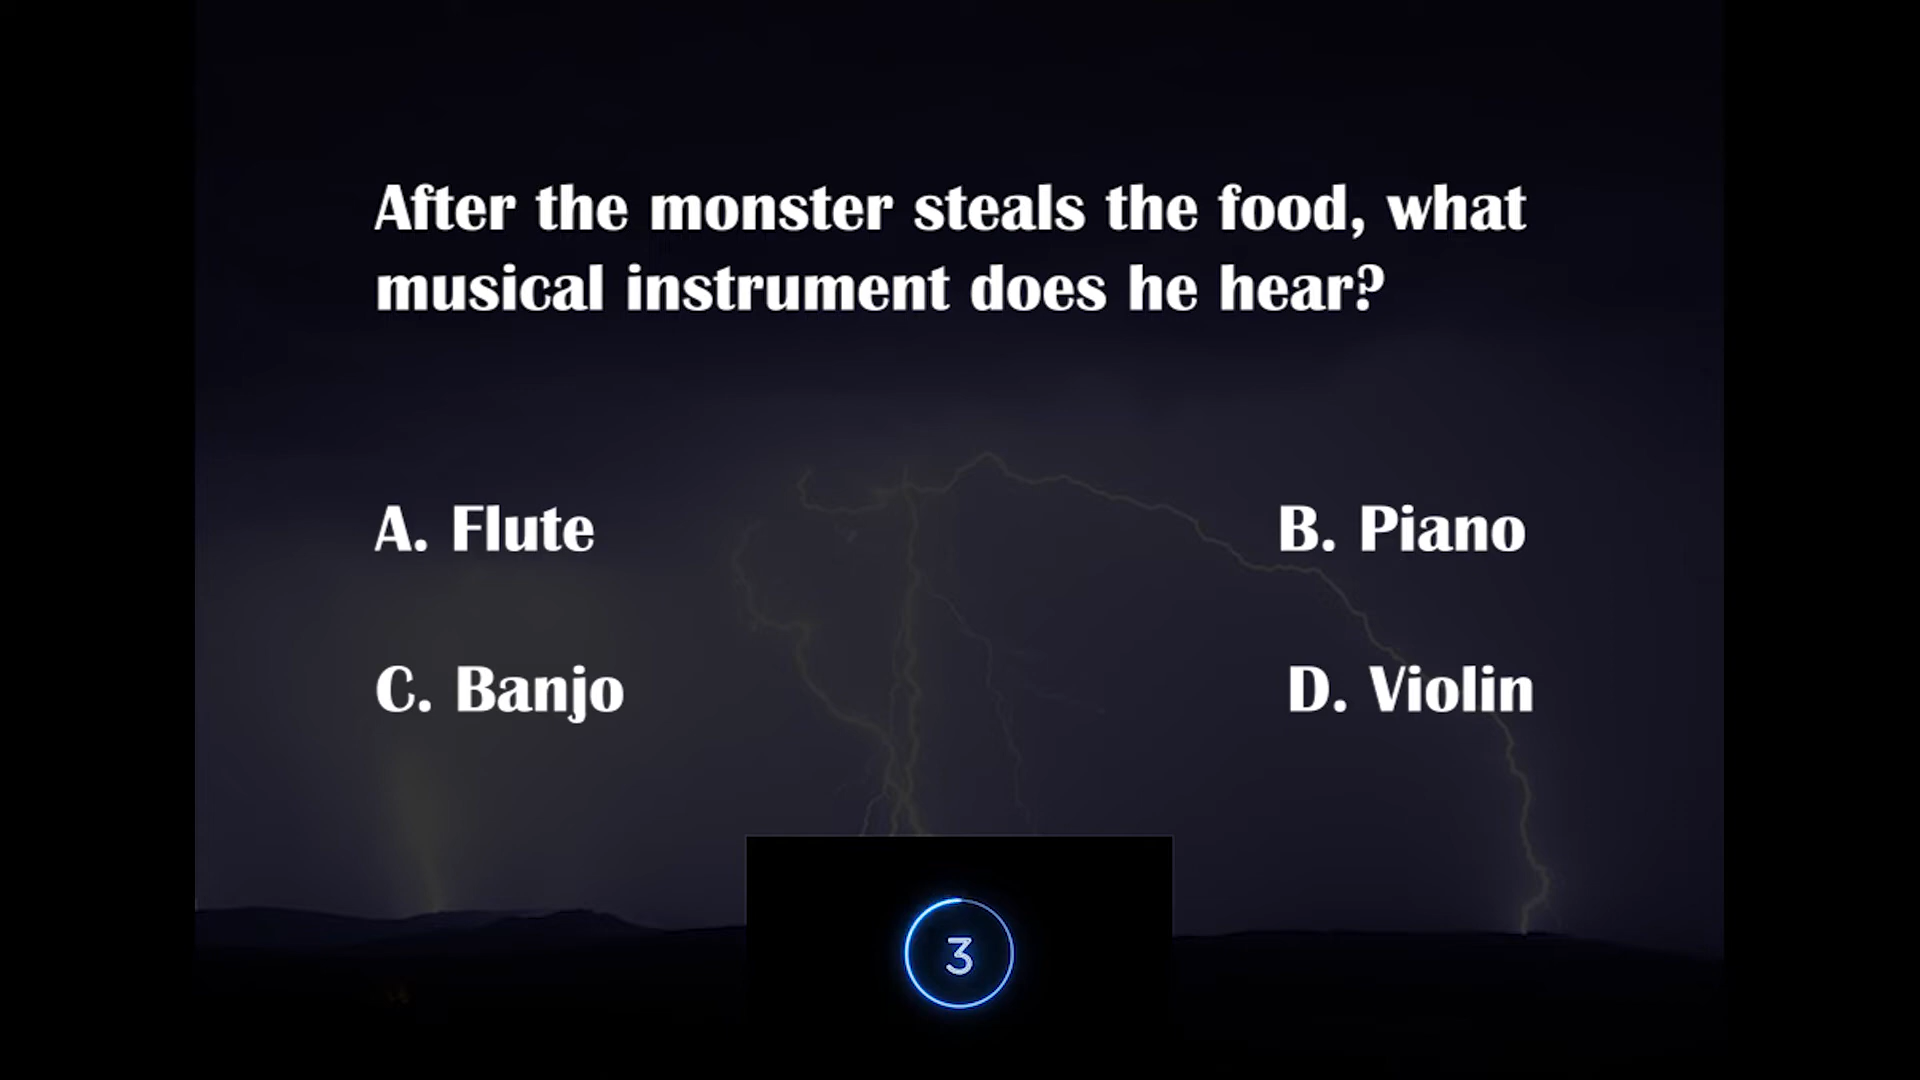 After the monster steals the food, what
musical instrument does he hear?
A. Flute
B. Piano
C. Banjo
D. Violin
3